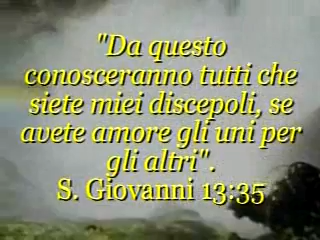 "Da questo
conosceranno tutti che
siete miei discepoli, se
avete amore gli uni per
gli altri".
S. Giovanni 13:35